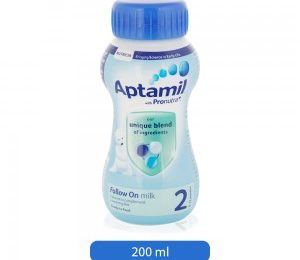 Aptamil
with Pronutra+
Our
unique blend
of ingredients
Follow On milk
2
200 ml